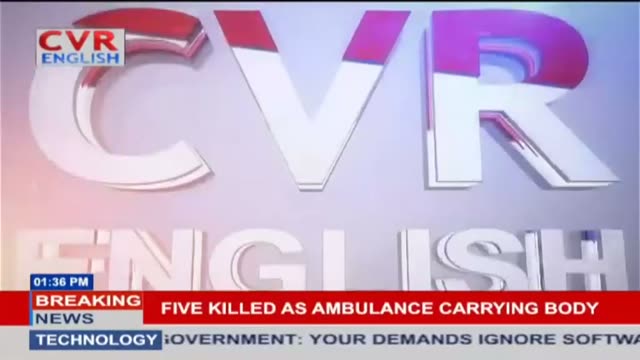 CVR
ENGLISH
CVR
ENGLISH
01:36 PM
BREAKING
NEWS
FIVE KILLED AS AMBULANCE CARRYING BODY
TECHNOLOGY
GOVERNMENT: YOUR DEMANDS IGNORE